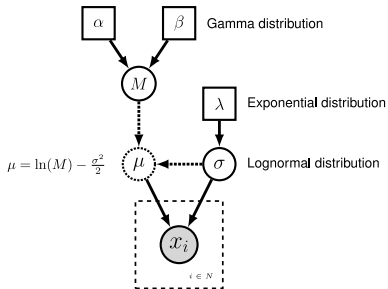 α β Gamma distribution
M
λ Exponential distribution
μ = ln(M) − σ²/2 μ σ Lognormal distribution
xᵢ
i ∈ N